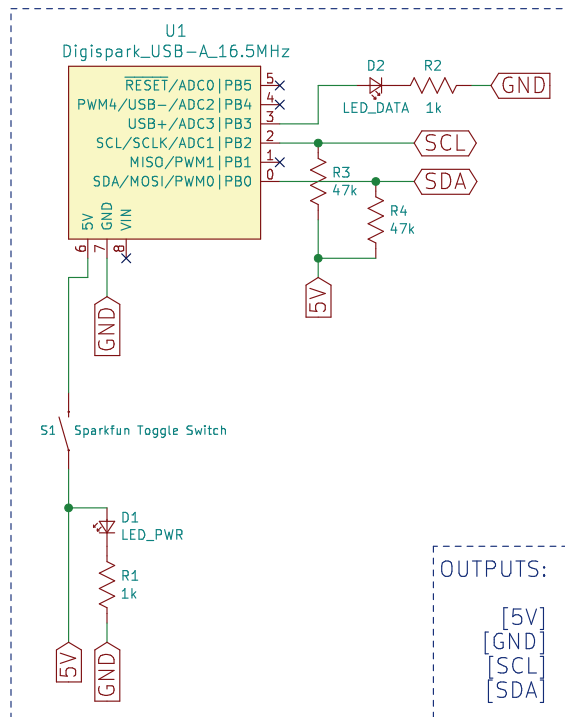 U1
Digispark_USB-A_16.5MHz
RESET/ADC0|PB5 5
PWM4/USB-/ADC2|PB4 4
USB+/ADC3|PB3 3
SCL/SCLK/ADC1|PB2 2
MISO/PWM1|PB1 1
SDA/MOSI/PWM0|PB0 0
5V GND VIN
6 7 8
D2
LED_DATA
R2
1k
GND
SCL
SDA
R3
47k
R4
47k
5V
GND
S1 Sparkfun Toggle Switch
D1
LED_PWR
R1
1k
5V
GND
OUTPUTS:
[5V]
[GND]
[SCL]
[SDA]